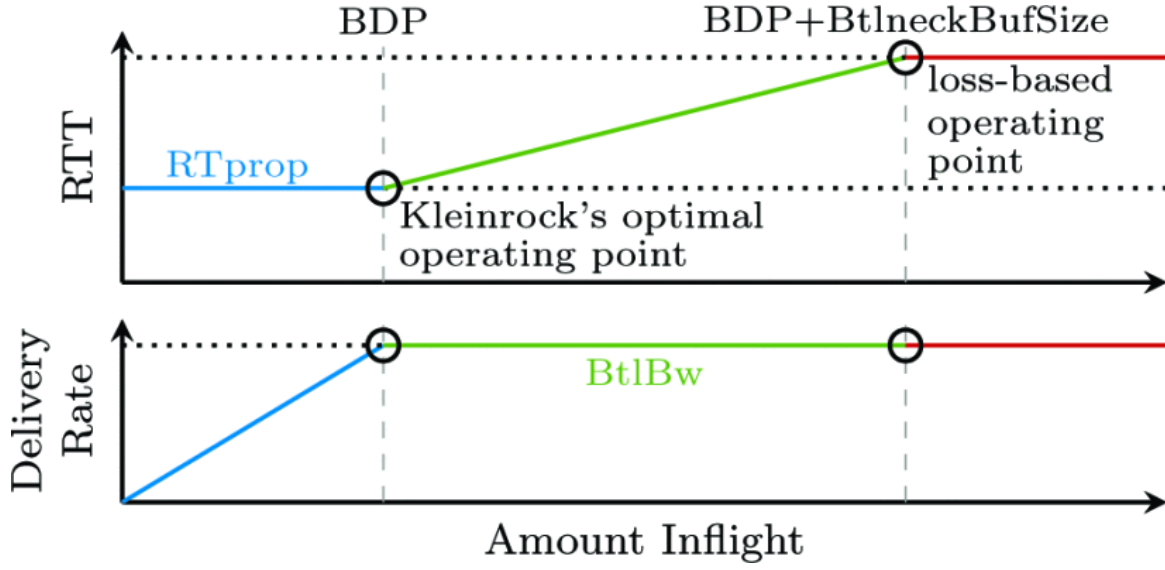 BDP
BDP+BtlneckBufSize
RTT
RTprop
loss-based
operating
point
Kleinrock's optimal
operating point
Delivery
Rate
BtlBw
Amount Inflight